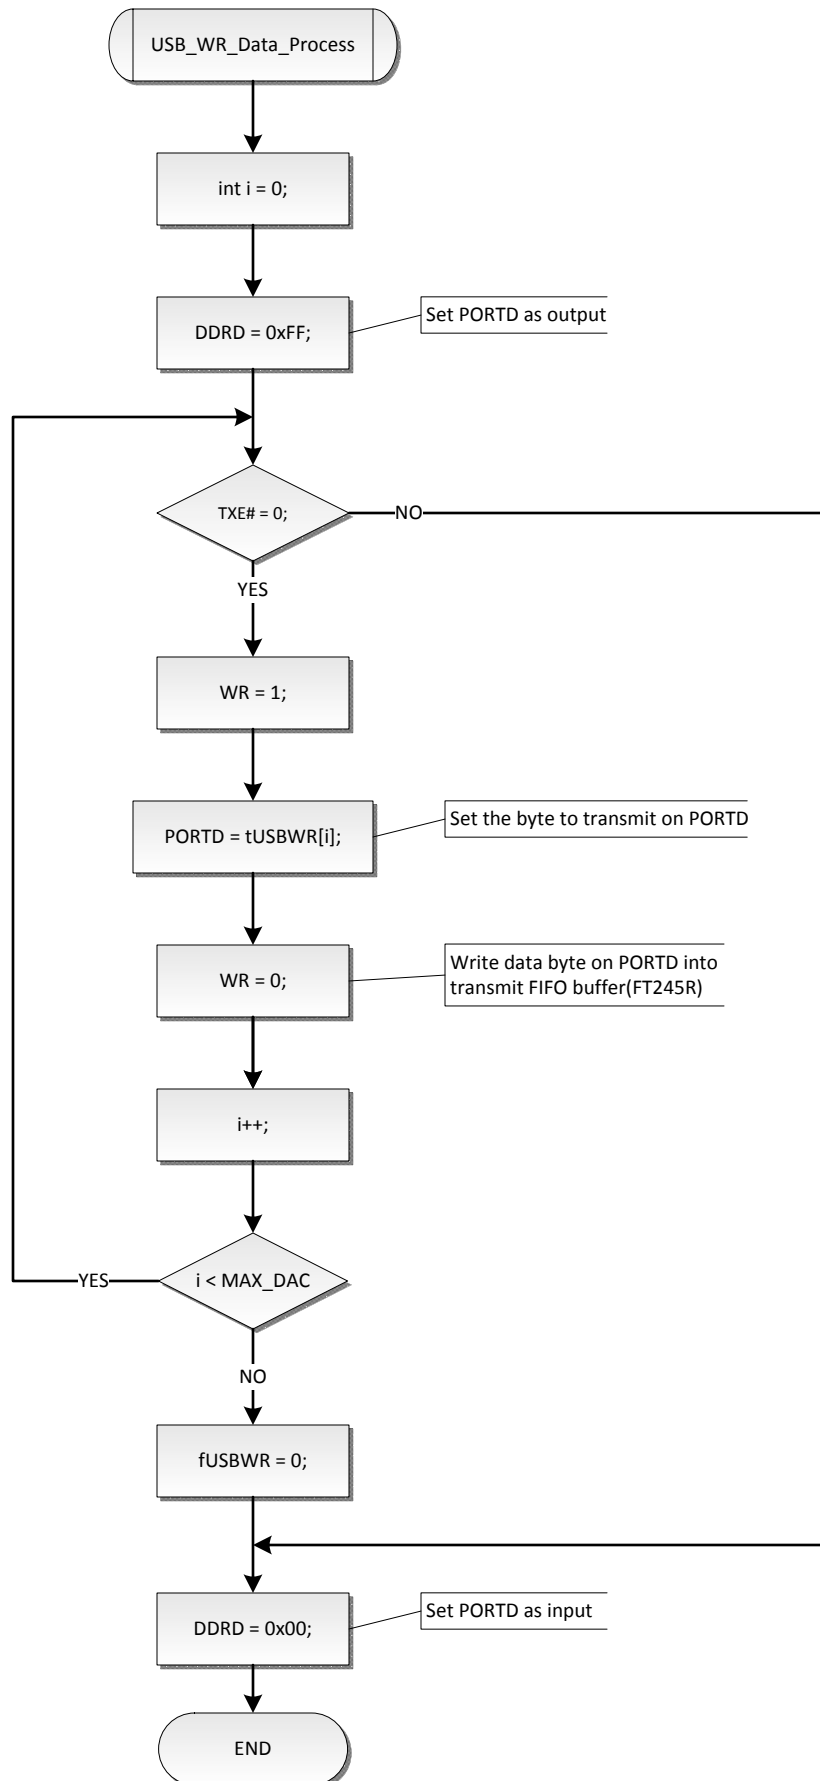 USB_WR_Data_Process
int i = 0;
DDRD = 0xFF;
Set PORTD as output
TXE# = 0;
NO
YES
WR = 1;
PORTD = tUSBWR[i];
Set the byte to transmit on PORTD
WR = 0;
Write data byte on PORTD into
transmit FIFO buffer(FT245R)
i++;
YES
i < MAX_DAC
NO
fUSBWR = 0;
DDRD = 0x00;
Set PORTD as input
END